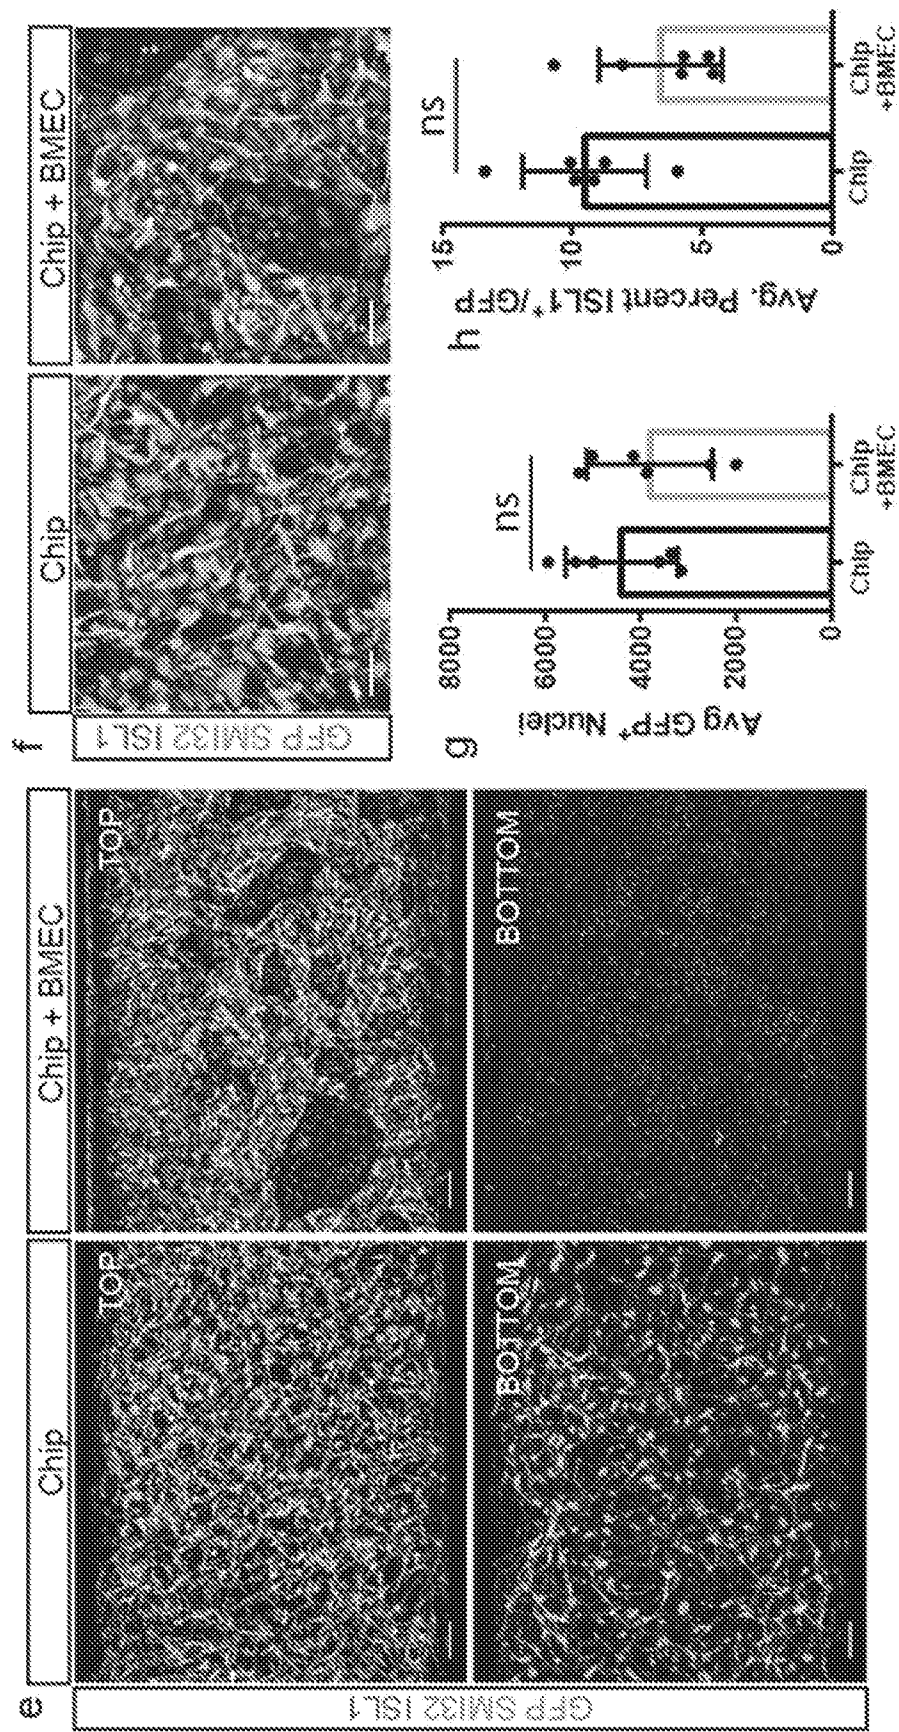 e
Chip
Chip + BMEC
GFP SMI32 ISL1
TOP
TOP
BOTTOM
BOTTOM
f
Chip
Chip + BMEC
GFP SMI32 ISL1
g
Avg GFP⁺ Nuclei
8000
6000
4000
2000
0
ns
Chip
Chip
+BMEC
h
Avg. Percent ISL1⁺/GFP
15
10
5
0
ns
Chip
Chip
+BMEC